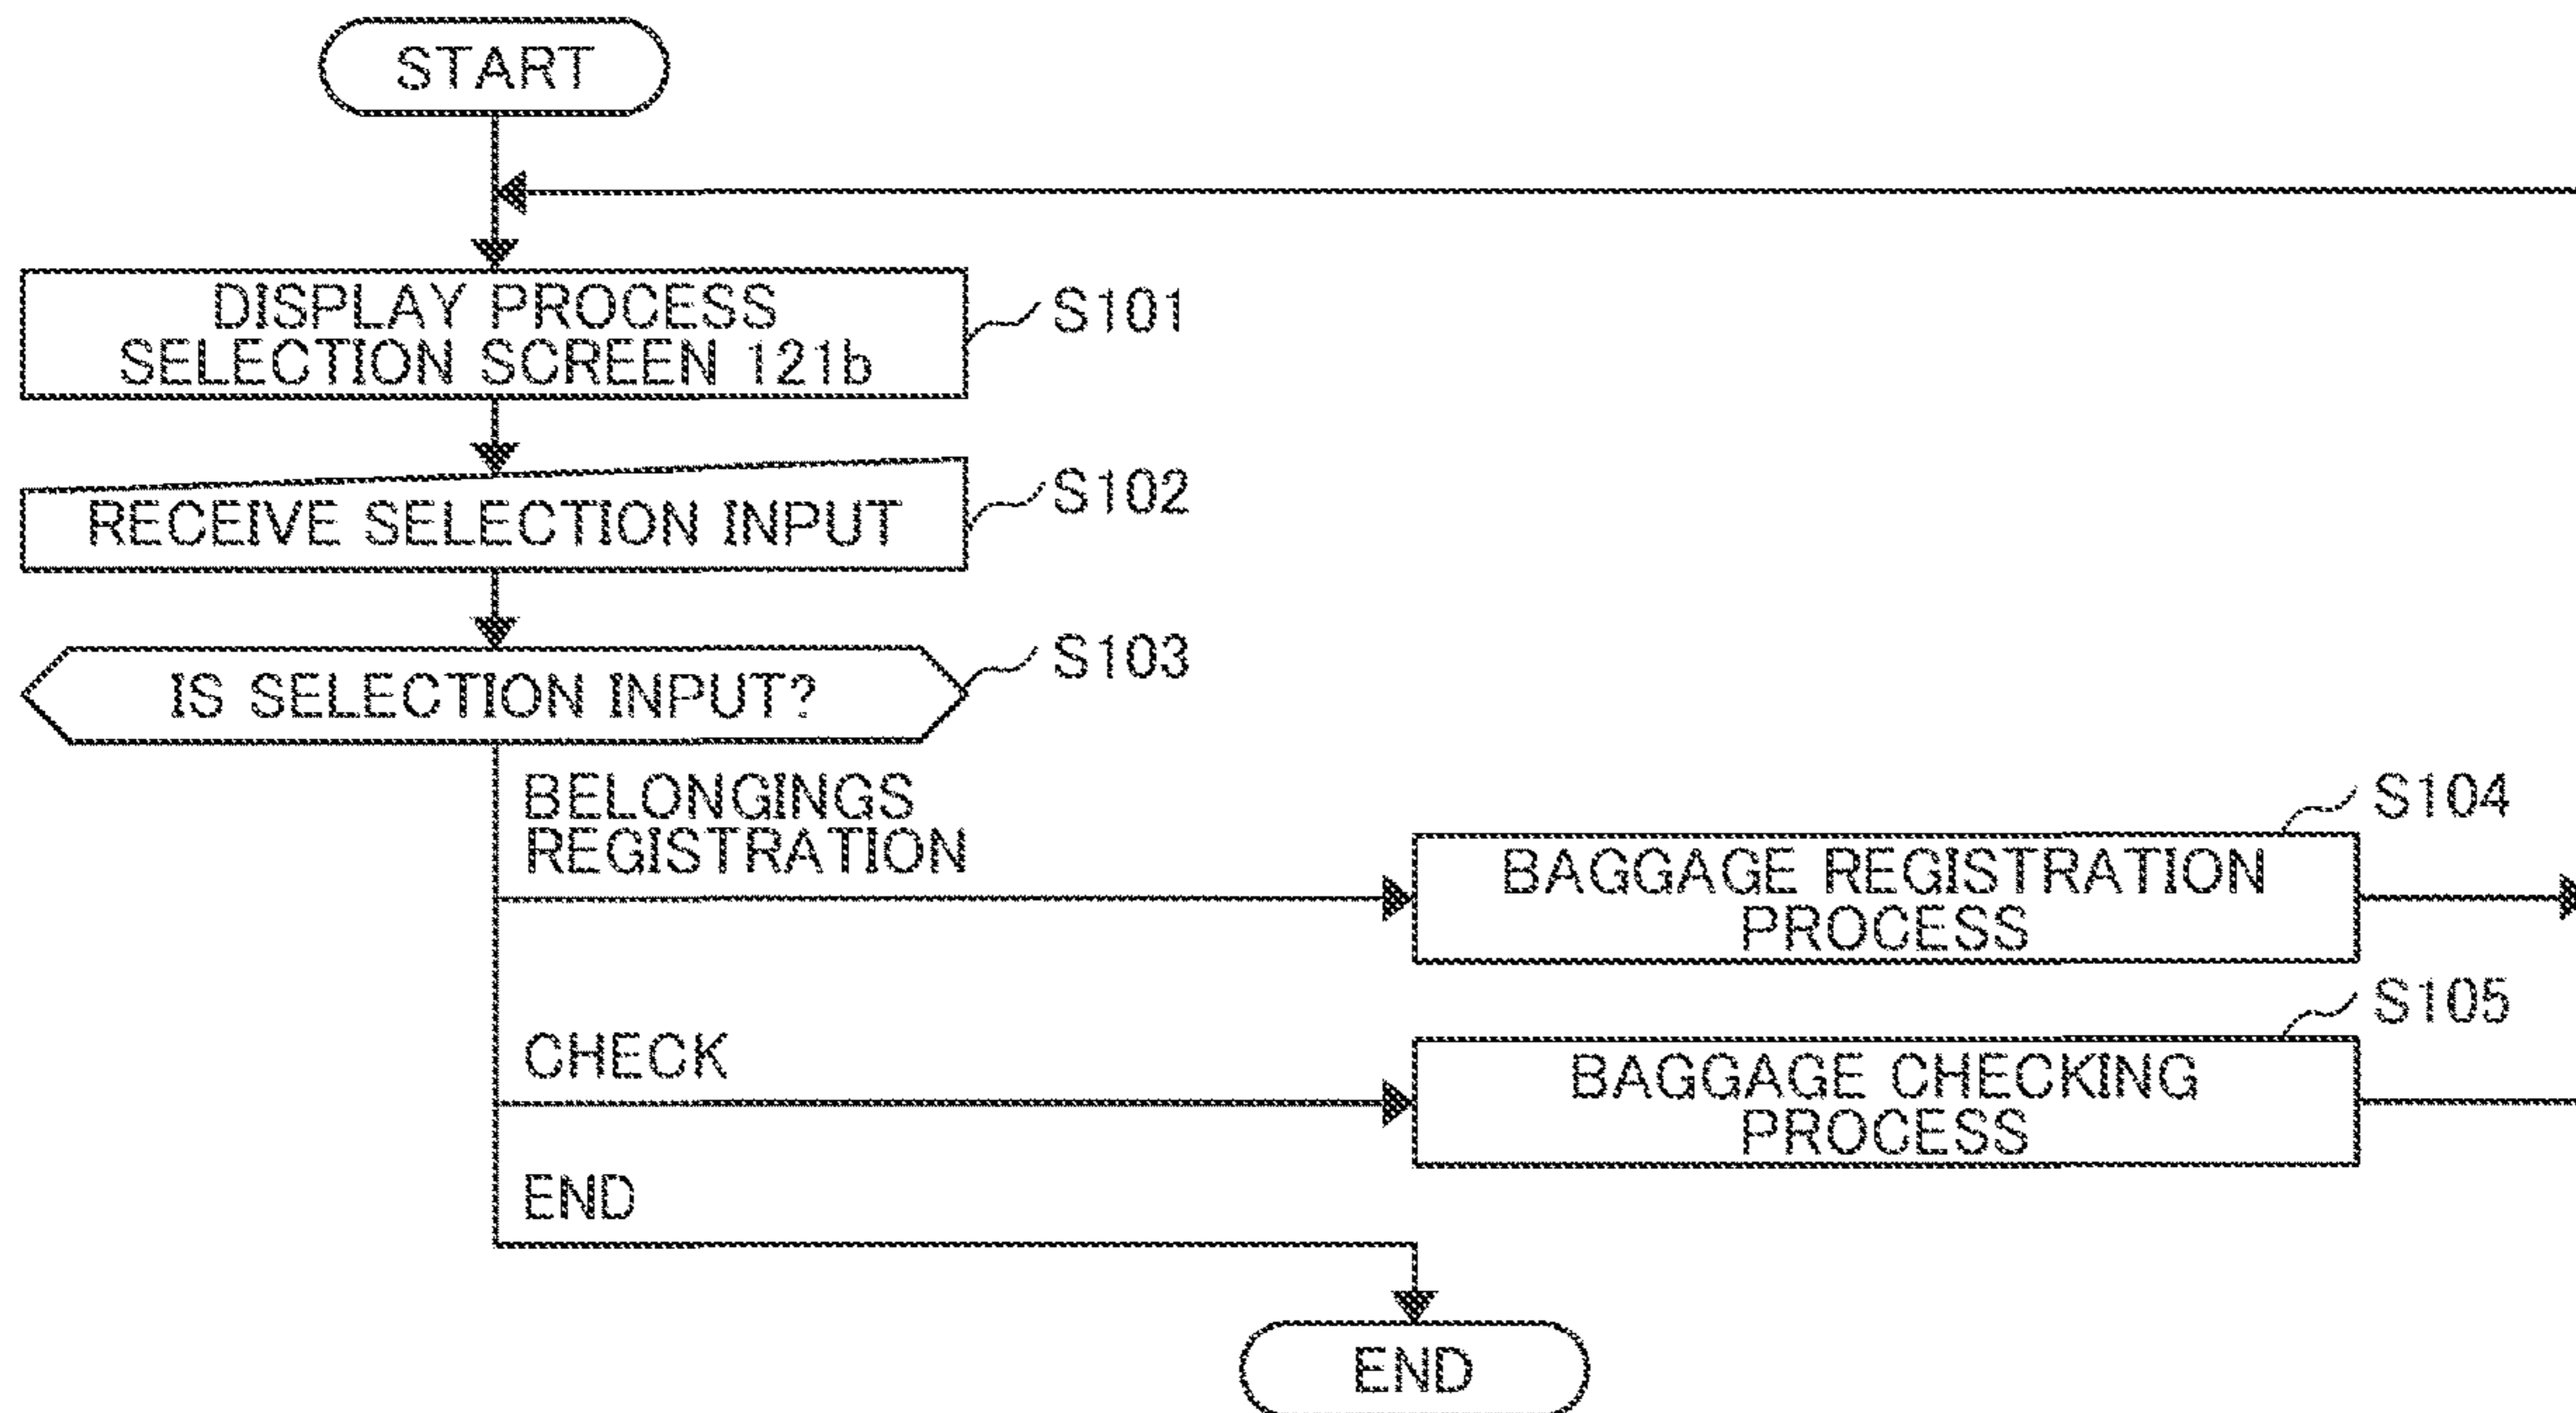 START
DISPLAY PROCESS
SELECTION SCREEN 121b
S101
RECEIVE SELECTION INPUT
S102
IS SELECTION INPUT?
S103
BELONGINGS
REGISTRATION
BAGGAGE REGISTRATION
PROCESS
S104
CHECK
BAGGAGE CHECKING
PROCESS
S105
END
END